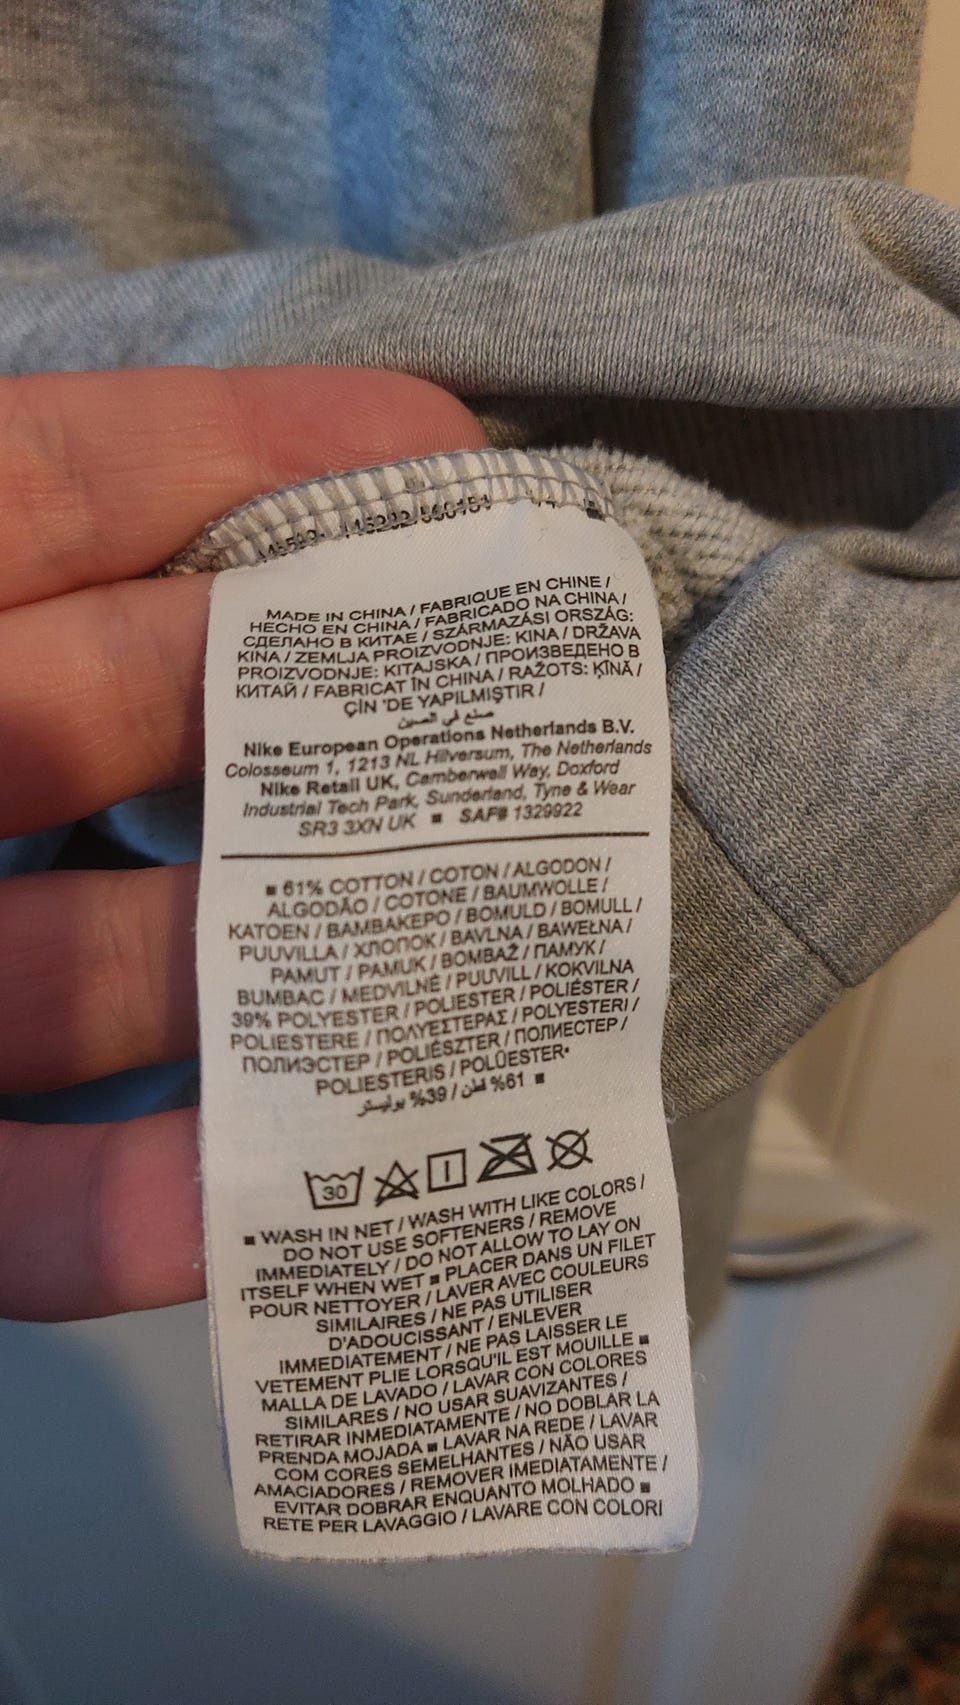 MADE IN CHINA / FABRIQUE EN CHINE /
HECHO EN CHINA / FABRICADO NA CHINA /
СДЕЛАНО В КИТАЕ / SZÁRMAZÁSI ORSZÁG:
KINA / ZEMLJA PROIZVODNJE: KINA / DRŽAVA
PROIZVODNJE: KITAJSKA / ПРОИЗВЕДЕНО В
КИТАЙ / FABRICAT ÎN CHINA / RAŽOTS: ĶĪNĀ /
ÇİN 'DE YAPILMIŞTIR /
صنع في الصين
Nike European Operations Netherlands B.V.
Colosseum 1, 1213 NL Hilversum, The Netherlands
Nike Retail UK, Camberwell Way, Doxford
Industrial Tech Park, Sunderland, Tyne & Wear
SR3 3XN UK ■ SAF# 1329922
■ 61% COTTON / COTON / ALGODON /
ALGODÃO / COTONE / BAUMWOLLE /
KATOEN / ΒΑΜΒΑΚΕΡΟ / BOMULD / BOMULL /
PUUVILLA / ХЛОПОК / BAVLNA / BAWEŁNA /
PAMUT / PAMUK / BOMBAŽ / ПАМУК /
BUMBAC / MEDVILNĖ / PUUVILL / KOKVILNA
39% POLYESTER / POLIESTER / POLIÉSTER /
POLIESTERE / ΠΟΛΥΕΣΤΕΡΑΣ / POLYESTERI /
ПОЛИЭСТЕР / POLIÉSZTER / ПОЛИЕСТЕР /
POLIESTERIS / POLÜESTER
61% قطن / 39% بوليستر ■
30
■ WASH IN NET / WASH WITH LIKE COLORS /
DO NOT USE SOFTENERS / REMOVE
IMMEDIATELY / DO NOT ALLOW TO LAY ON
ITSELF WHEN WET ■ PLACER DANS UN FILET
POUR NETTOYER / LAVER AVEC COULEURS
SIMILAIRES / NE PAS UTILISER
D'ADOUCISSANT / ENLEVER
IMMEDIATEMENT / NE PAS LAISSER LE
VETEMENT PLIE LORSQU'IL EST MOUILLE ■
MALLA DE LAVADO / LAVAR CON COLORES
SIMILARES / NO USAR SUAVIZANTES /
RETIRAR INMEDIATAMENTE / NO DOBLAR LA
PRENDA MOJADA ■ LAVAR NA REDE / LAVAR
COM CORES SEMELHANTES / NÃO USAR
AMACIADORES / REMOVER IMEDIATAMENTE /
EVITAR DOBRAR ENQUANTO MOLHADO ■
RETE PER LAVAGGIO / LAVARE CON COLORI